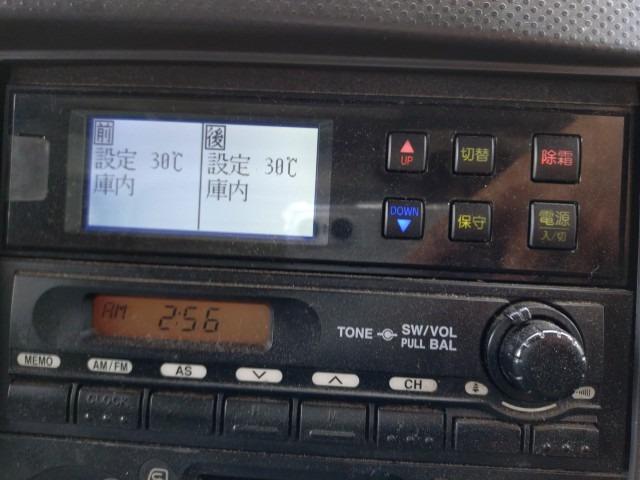 前
設定 30℃
庫内
後
設定 30℃
庫内
UP
切替
除霜
DOWN
保守
電源
入/切
AM 2:56
TONE
SW/VOL
PULL BAL
MEMO
AM/FM
AS
CH
CLOCK